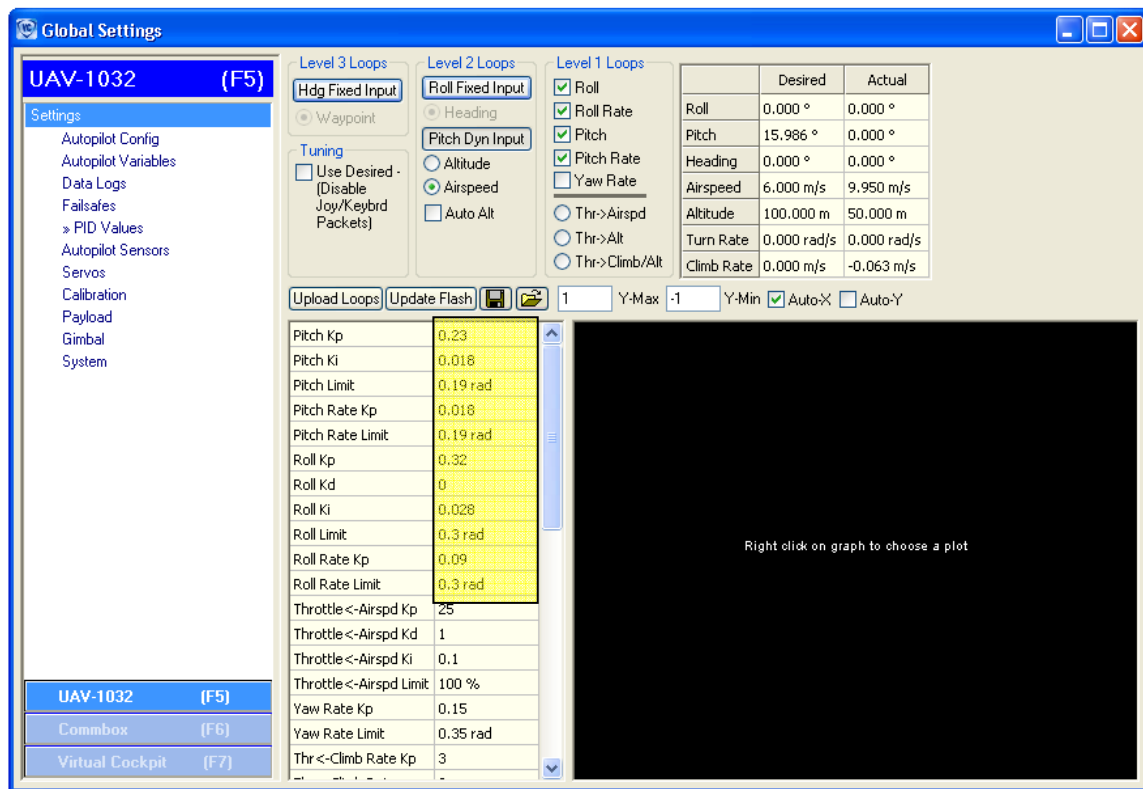 Global Settings
UAV-1032 (F5)
Settings
Autopilot Config
Autopilot Variables
Data Logs
Failsafes
» PID Values
Autopilot Sensors
Servos
Calibration
Payload
Gimbal
System
UAV-1032 (F5)
Commbox (F6)
Virtual Cockpit (F7)
Level 3 Loops
Hdg Fixed Input
Waypoint
Tuning
Use Desired -
(Disable
Joy/Keybrd
Packets)
Level 2 Loops
Roll Fixed Input
Heading
Pitch Dyn Input
Altitude
Airspeed
Auto Alt
Level 1 Loops
Roll
Roll Rate
Pitch
Pitch Rate
Yaw Rate
Thr->Airspd
Thr->Alt
Thr->Climb/Alt
Desired Actual
Roll 0.000 ° 0.000 °
Pitch 15.986 ° 0.000 °
Heading 0.000 ° 0.000 °
Airspeed 6.000 m/s 9.950 m/s
Altitude 100.000 m 50.000 m
Turn Rate 0.000 rad/s 0.000 rad/s
Climb Rate 0.000 m/s -0.063 m/s
Upload Loops Update Flash 1 Y-Max -1 Y-Min Auto-X Auto-Y
Pitch Kp 0.23
Pitch Ki 0.018
Pitch Limit 0.19 rad
Pitch Rate Kp 0.018
Pitch Rate Limit 0.19 rad
Roll Kp 0.32
Roll Kd 0
Roll Ki 0.028
Roll Limit 0.3 rad
Roll Rate Kp 0.09
Roll Rate Limit 0.3 rad
Throttle<-Airspd Kp 25
Throttle<-Airspd Kd 1
Throttle<-Airspd Ki 0.1
Throttle<-Airspd Limit 100 %
Yaw Rate Kp 0.15
Yaw Rate Limit 0.35 rad
Thr<-Climb Rate Kp 3
Right click on graph to choose a plot